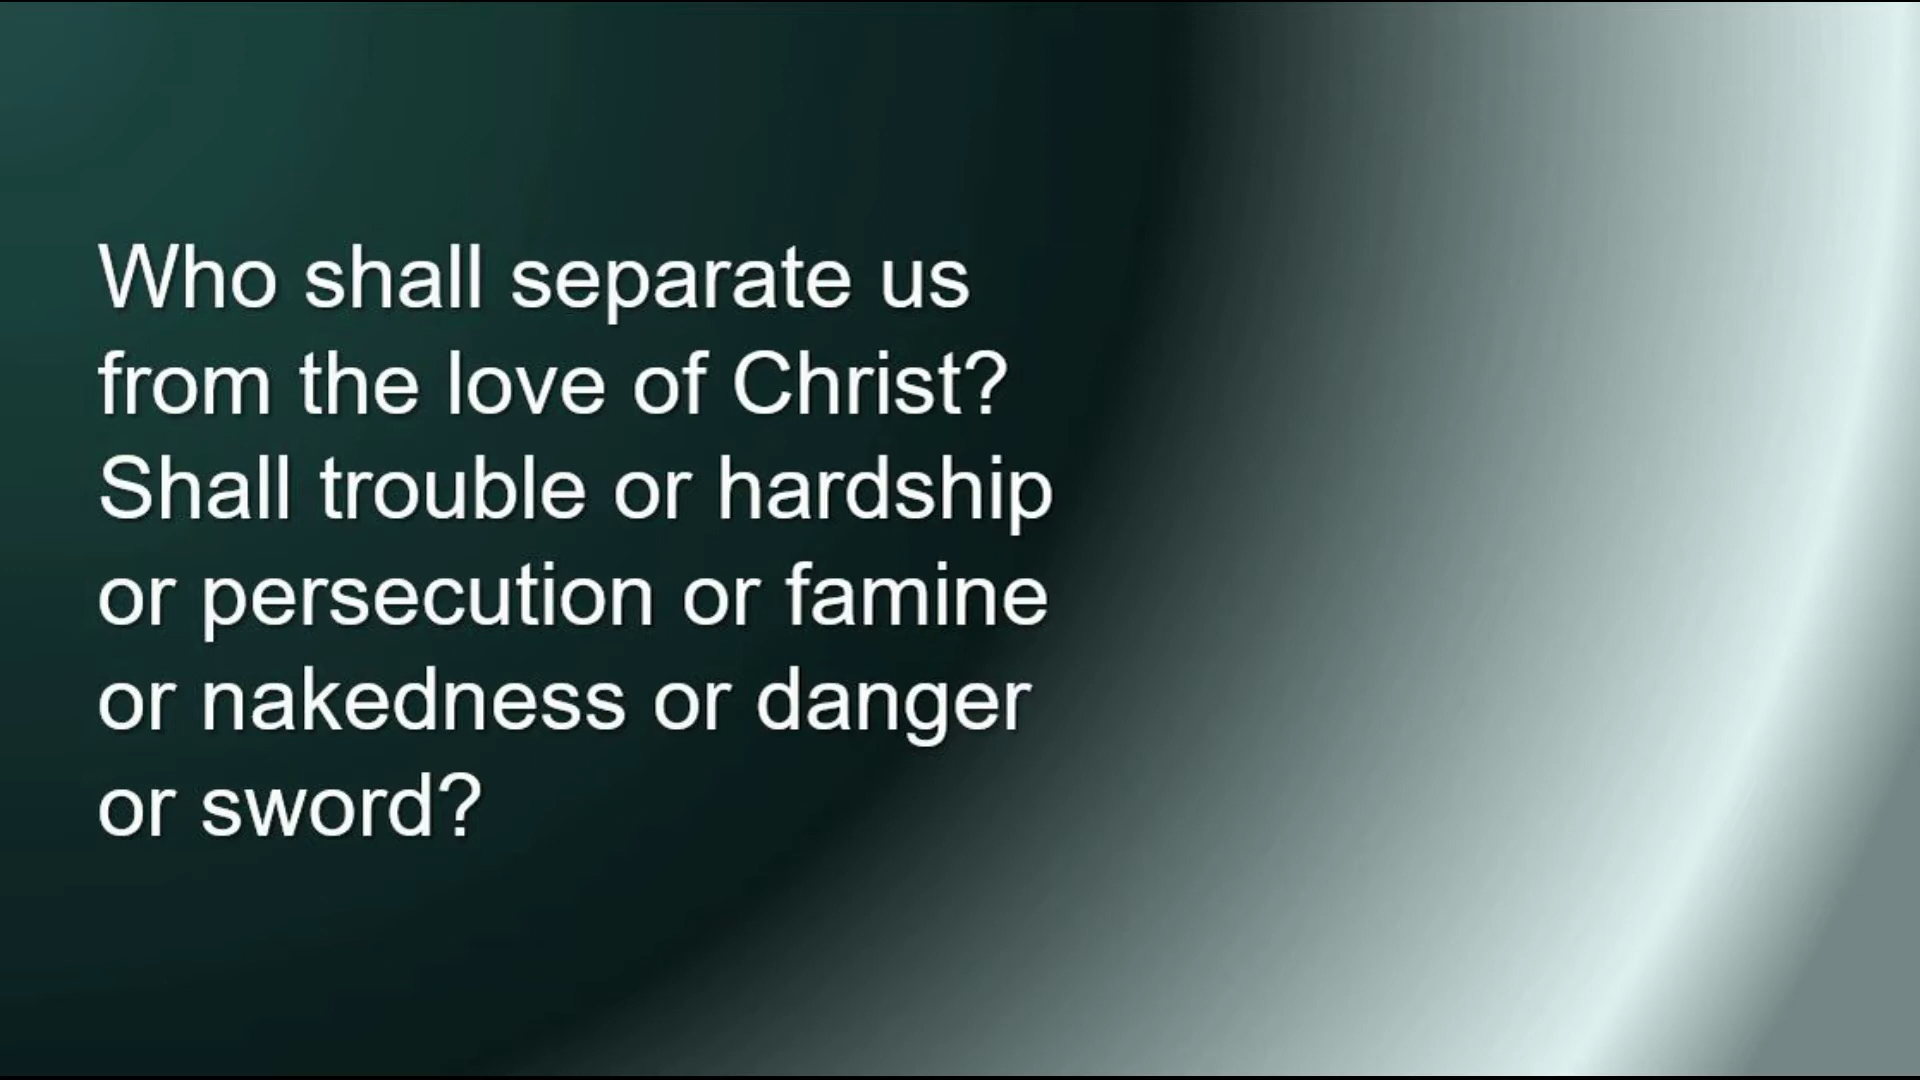 Who shall separate us
from the love of Christ?
Shall trouble or hardship
or persecution or famine
or nakedness or danger
or sword?